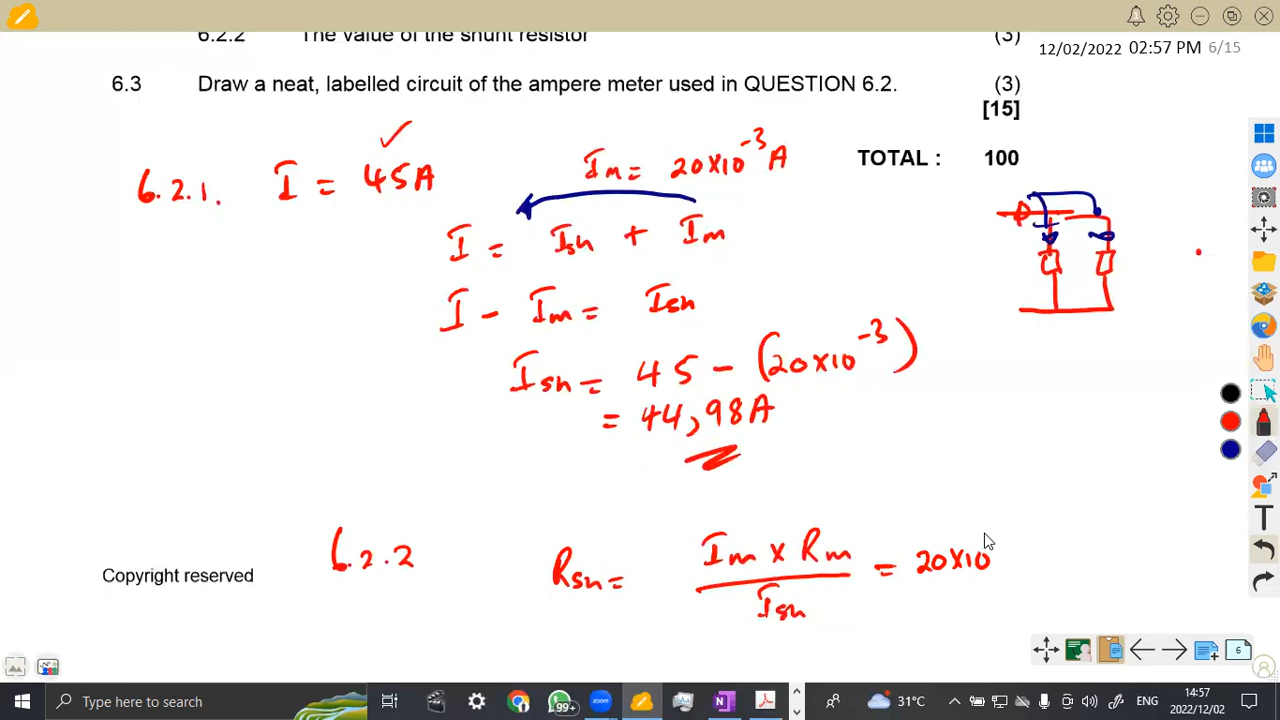 12/02/2022 02:57 PM 6/15
6.2.2 The value of the shunt resistor (3)
6.3 Draw a neat, labelled circuit of the ampere meter used in QUESTION 6.2. (3)
[15]
TOTAL : 100
6.2.1. I = 45A ✓ Im = 20×10⁻³A
I = Ish + Im
I - Im = Ish
Ish = 45 - (20×10⁻³)
= 44,98A
6.2.2 Rsh = Im × Rm / Ish = 20×10
Copyright reserved
6
T
Type here to search
99+
31°C
ENG
14:57
2022/12/02